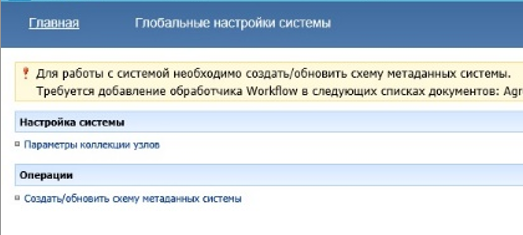 Главная Глобальные настройки системы
Для работы с системой необходимо создать/обновить схему метаданных системы.
Требуется добавление обработчика Workflow в следующих списках документов: Agr
Настройка системы
Параметры коллекции узлов
Операции
Создать/обновить схему метаданных системы